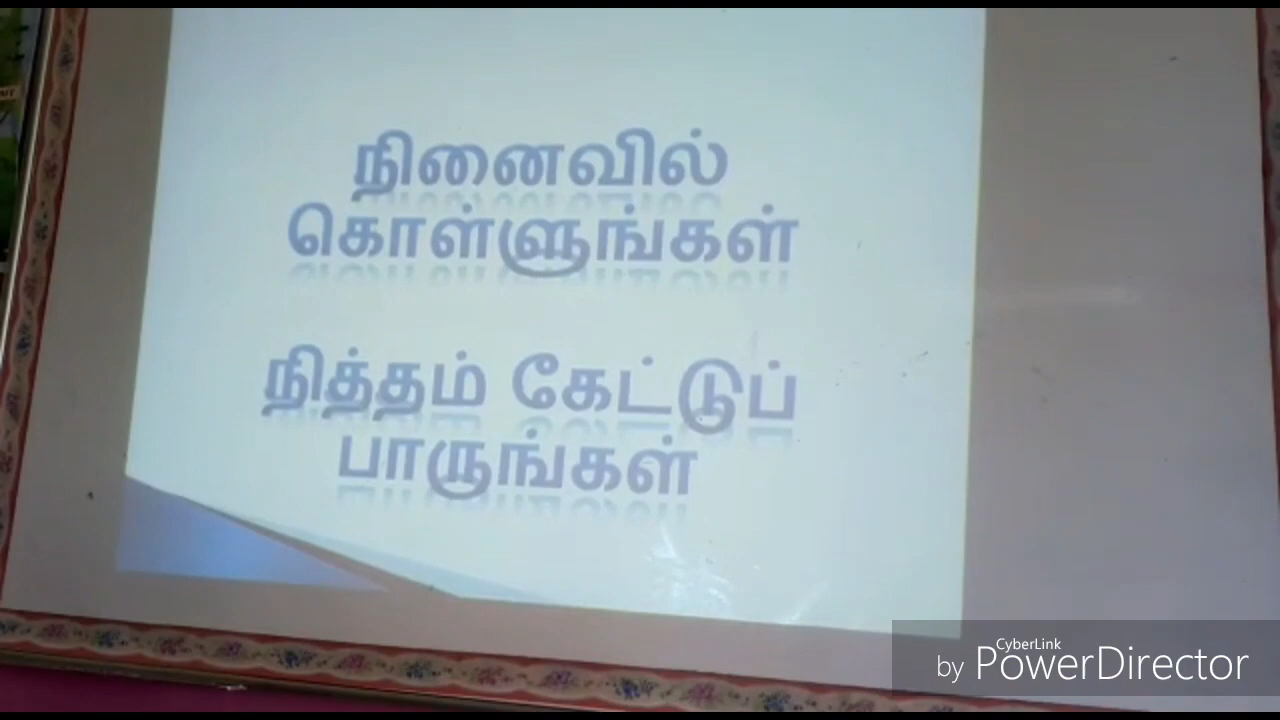 நினைவில்
கொள்ளுங்கள்
நித்தம் கேட்டுப்
பாருங்கள்
CyberLink
by PowerDirector